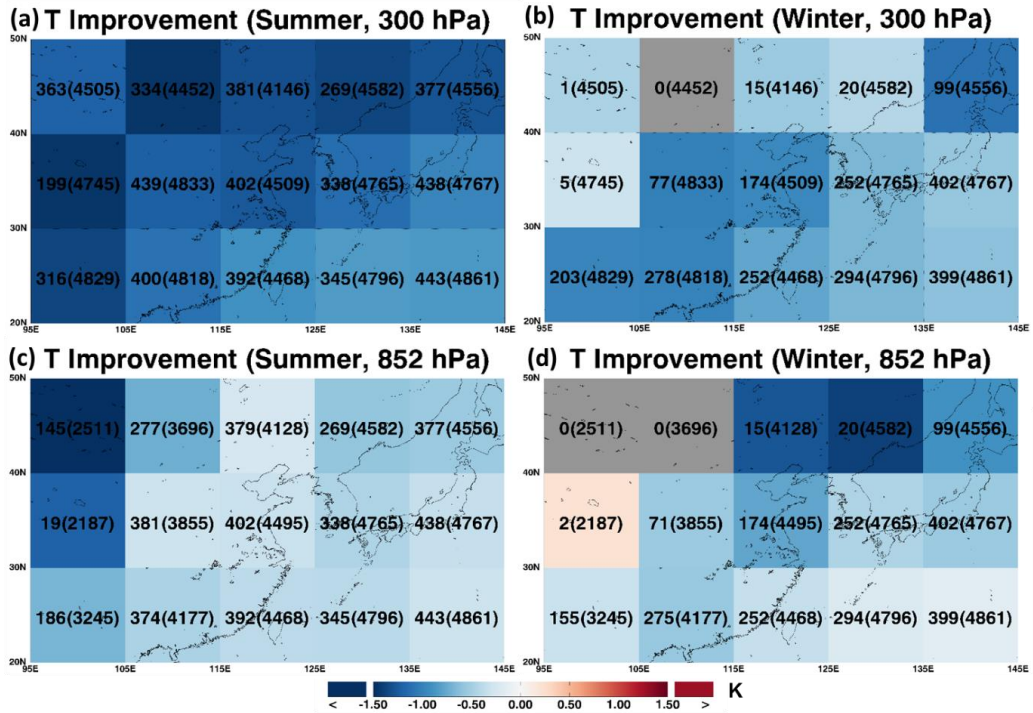 (a) T Improvement (Summer, 300 hPa)
50N
363(4505) 334(4452) 381(4146) 269(4582) 377(4556)
40N
199(4745) 439(4833) 402(4509) 338(4765) 438(4767)
30N
316(4829) 400(4818) 392(4468) 345(4796) 443(4861)
20N
95E 105E 115E 125E 135E 145E
(b) T Improvement (Winter, 300 hPa)
50N
1(4505) 0(4452) 15(4146) 20(4582) 99(4556)
40N
5(4745) 77(4833) 174(4509) 252(4765) 402(4767)
30N
203(4829) 278(4818) 252(4468) 294(4796) 399(4861)
20N
95E 105E 115E 125E 135E 145E
(c) T Improvement (Summer, 852 hPa)
50N
145(2511) 277(3696) 379(4128) 269(4582) 377(4556)
40N
19(2187) 381(3855) 402(4495) 338(4765) 438(4767)
30N
186(3245) 374(4177) 392(4468) 345(4796) 443(4861)
20N
95E 105E 115E 125E 135E 145E
(d) T Improvement (Winter, 852 hPa)
50N
0(2511) 0(3696) 15(4128) 20(4582) 99(4556)
40N
2(2187) 71(3855) 174(4495) 252(4765) 402(4767)
30N
155(3245) 275(4177) 252(4468) 294(4796) 399(4861)
20N
95E 105E 115E 125E 135E 145E
K
< -1.50 -1.00 -0.50 0.00 0.50 1.00 1.50 >